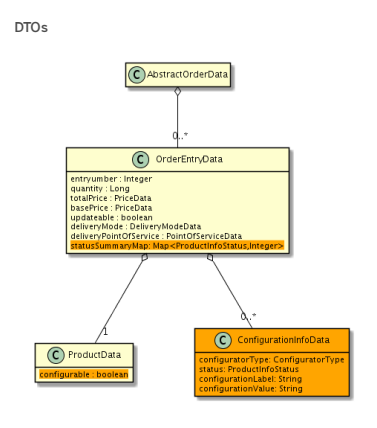 DTOs
C AbstractOrderData
0..*
C OrderEntryData
entryumber : Integer
quantity : Long
totalPrice : PriceData
basePrice : PriceData
updateable : boolean
deliveryMode : DeliveryModeData
deliveryPointOfService : PointOfServiceData
statusSummaryMap: Map<ProductInfoStatus,Integer>
1
0..*
C ProductData
configurable : boolean
C ConfigurationInfoData
configuratorType: ConfiguratorType
status: ProductInfoStatus
configurationLabel: String
configurationValue: String